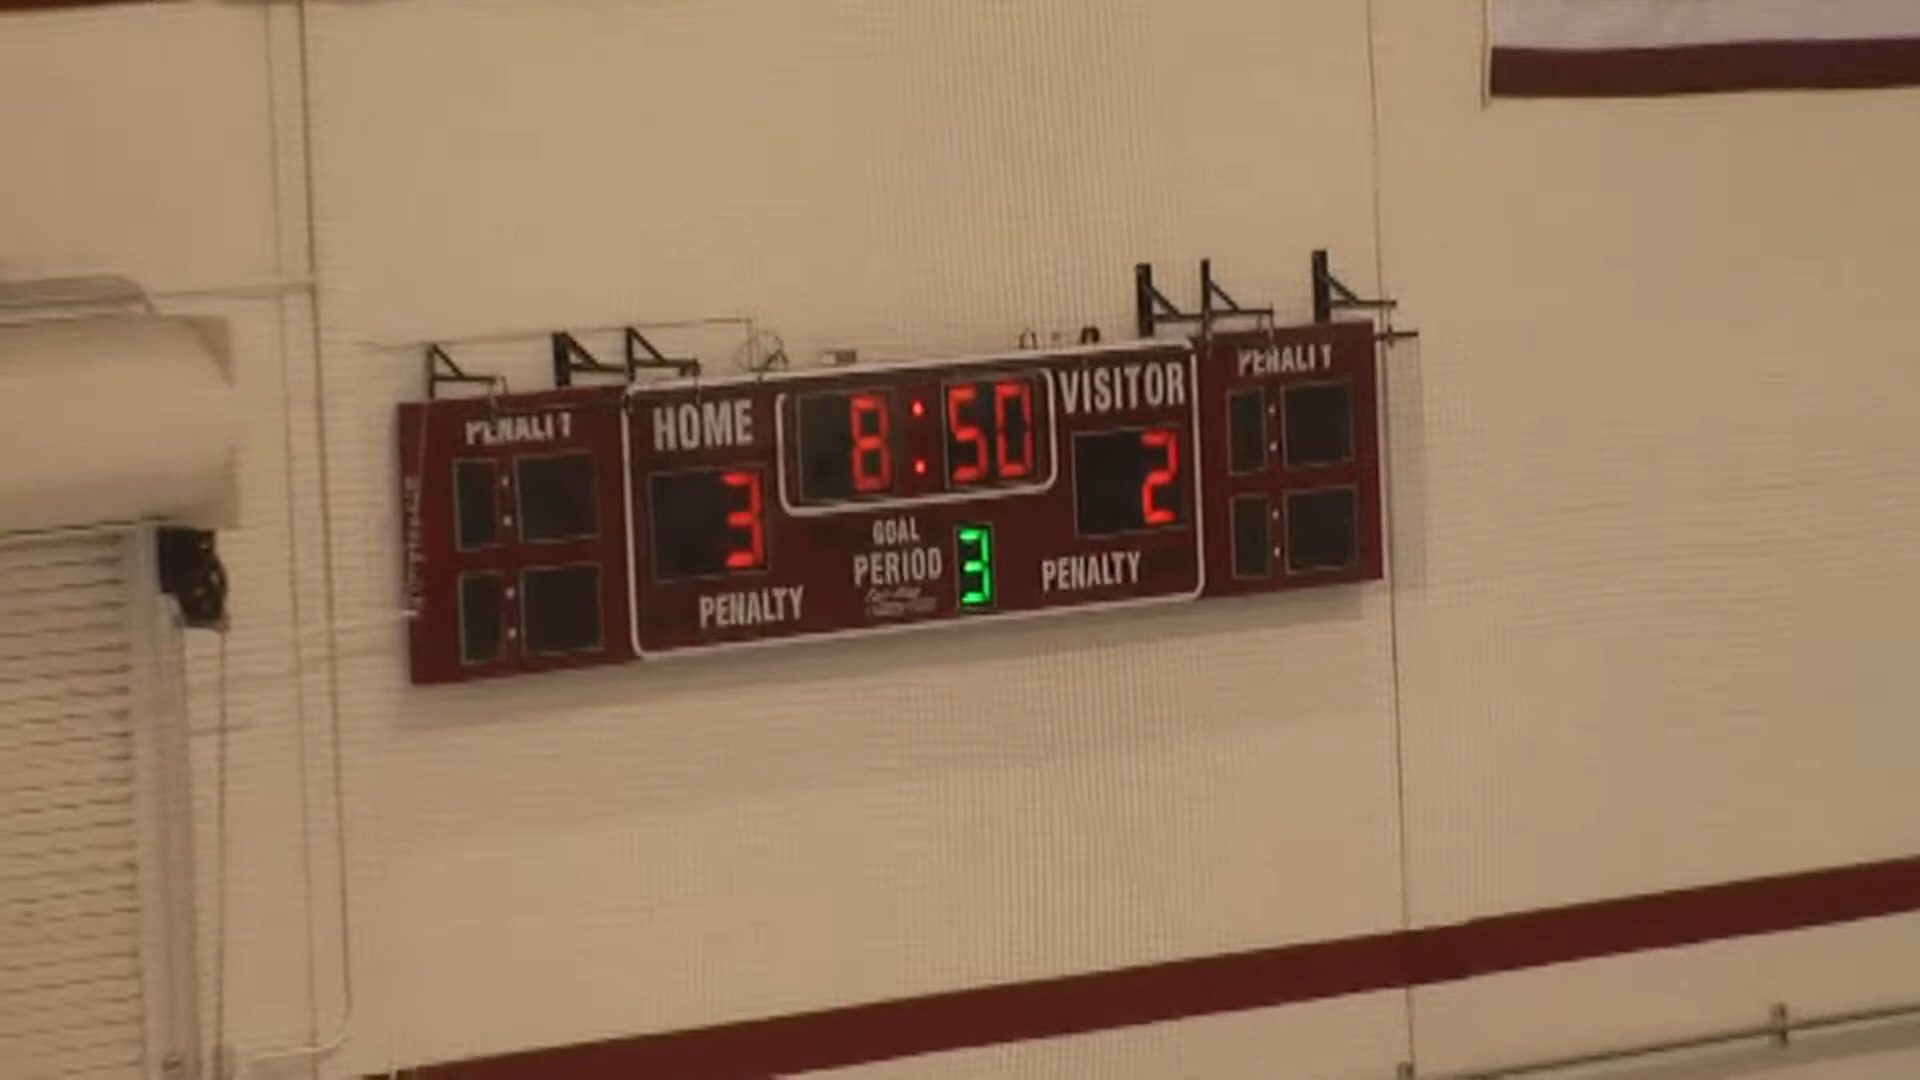 PENALTY
HOME
8:50
VISITOR
PENALTY
3
2
GOAL
PERIOD
3
PENALTY
PENALTY